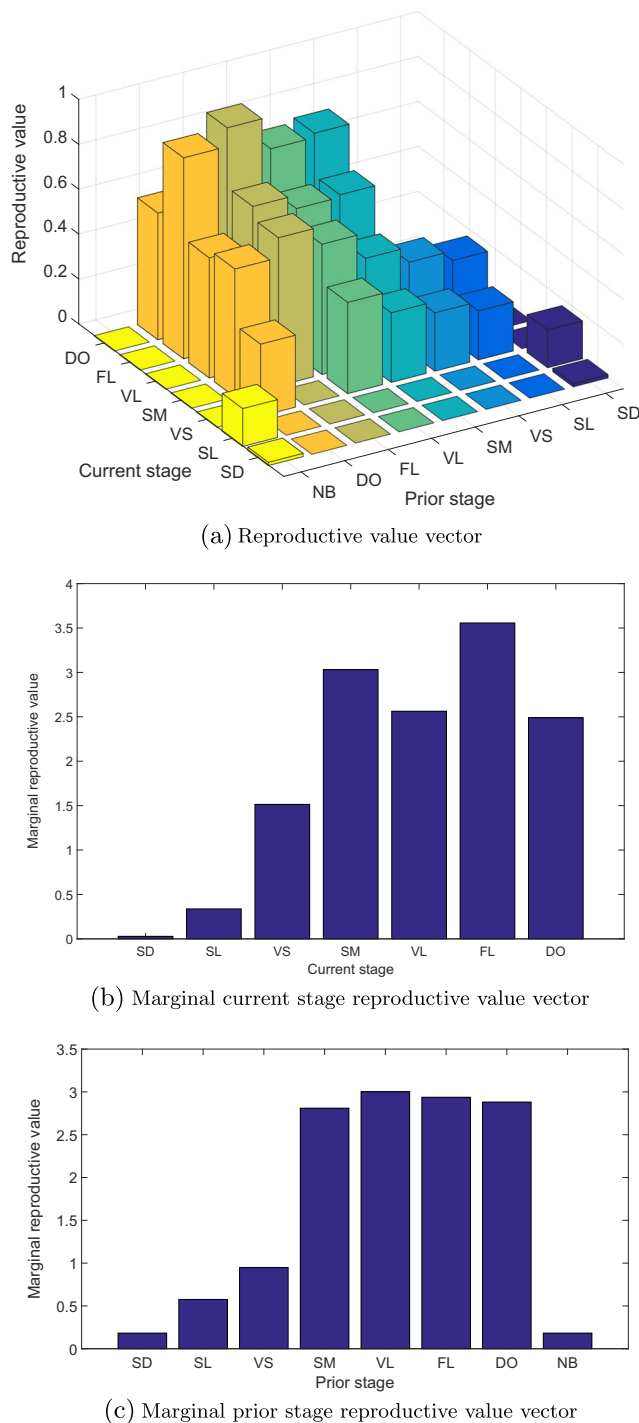 1
0.8
0.6
0.4
0.2
0
Reproductive value
DO
FL
VL
SM
VS
SL
SD
Current stage
NB
DO
FL
VL
SM
VS
SL
SD
Prior stage
(a) Reproductive value vector
4
3.5
3
2.5
2
1.5
1
0.5
0
Marginal reproductive value
SD SL VS SM VL FL DO
Current stage
(b) Marginal current stage reproductive value vector
3.5
3
2.5
2
1.5
1
0.5
0
Marginal reproductive value
SD SL VS SM VL FL DO NB
Prior stage
(c) Marginal prior stage reproductive value vector